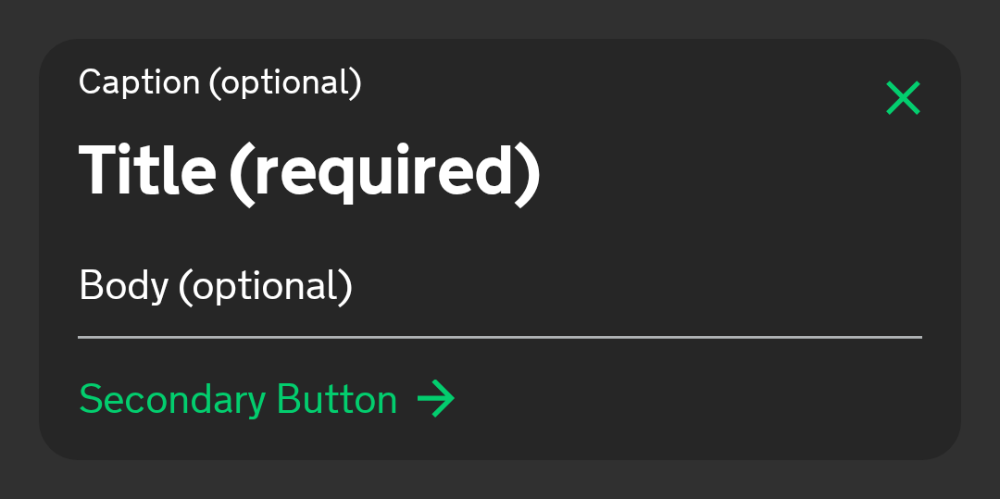 Caption (optional)
Title (required)
Body (optional)
Secondary Button